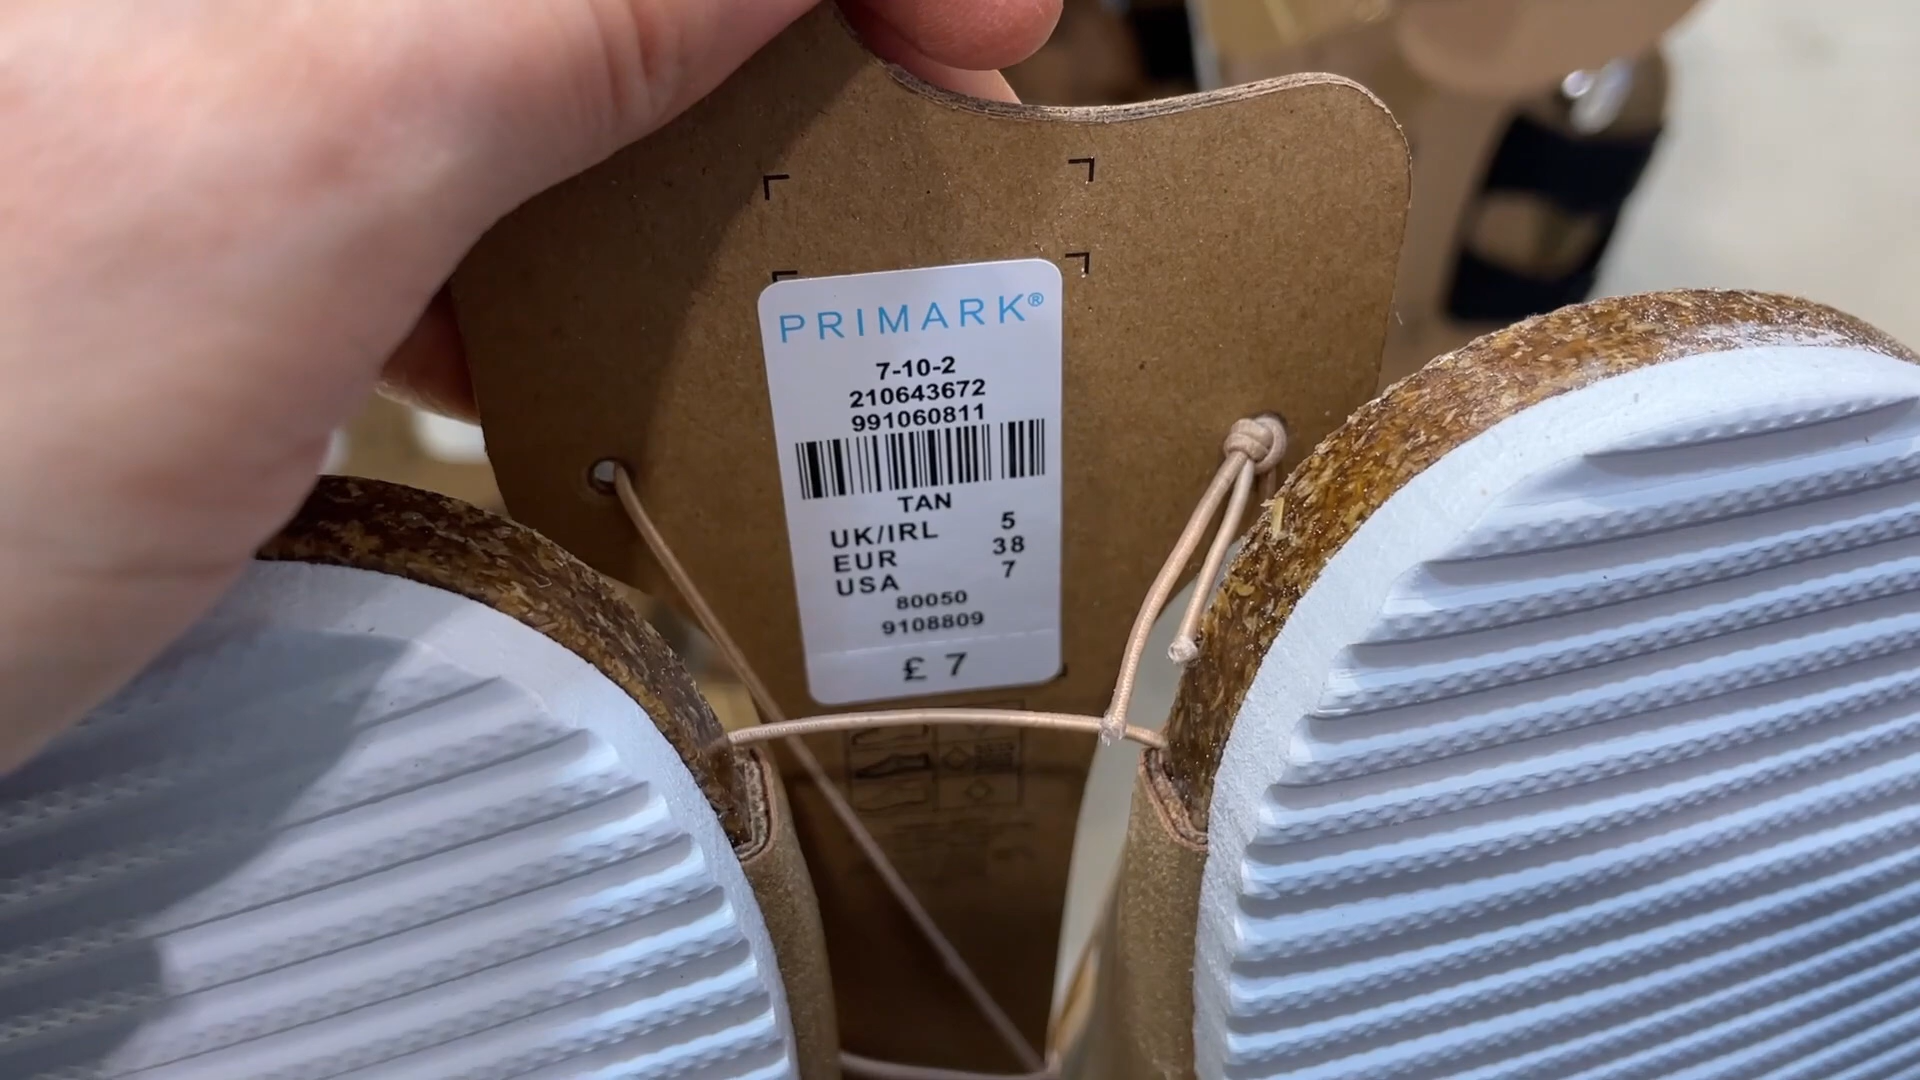 PRIMARK®
7-10-2
210643672
991060811
TAN
UK/IRL 5
EUR 38
USA 7
80050
9108809
£ 7